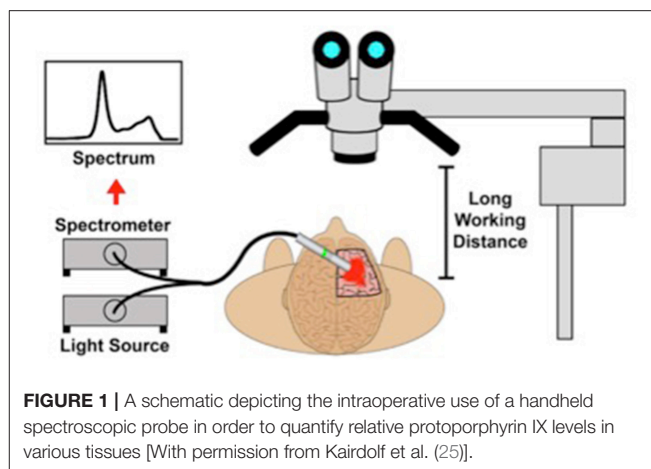 Spectrum
Spectrometer
Light Source
Long
Working
Distance
FIGURE 1 | A schematic depicting the intraoperative use of a handheld
spectroscopic probe in order to quantify relative protoporphyrin IX levels in
various tissues [With permission from Kairdolf et al. (25)].